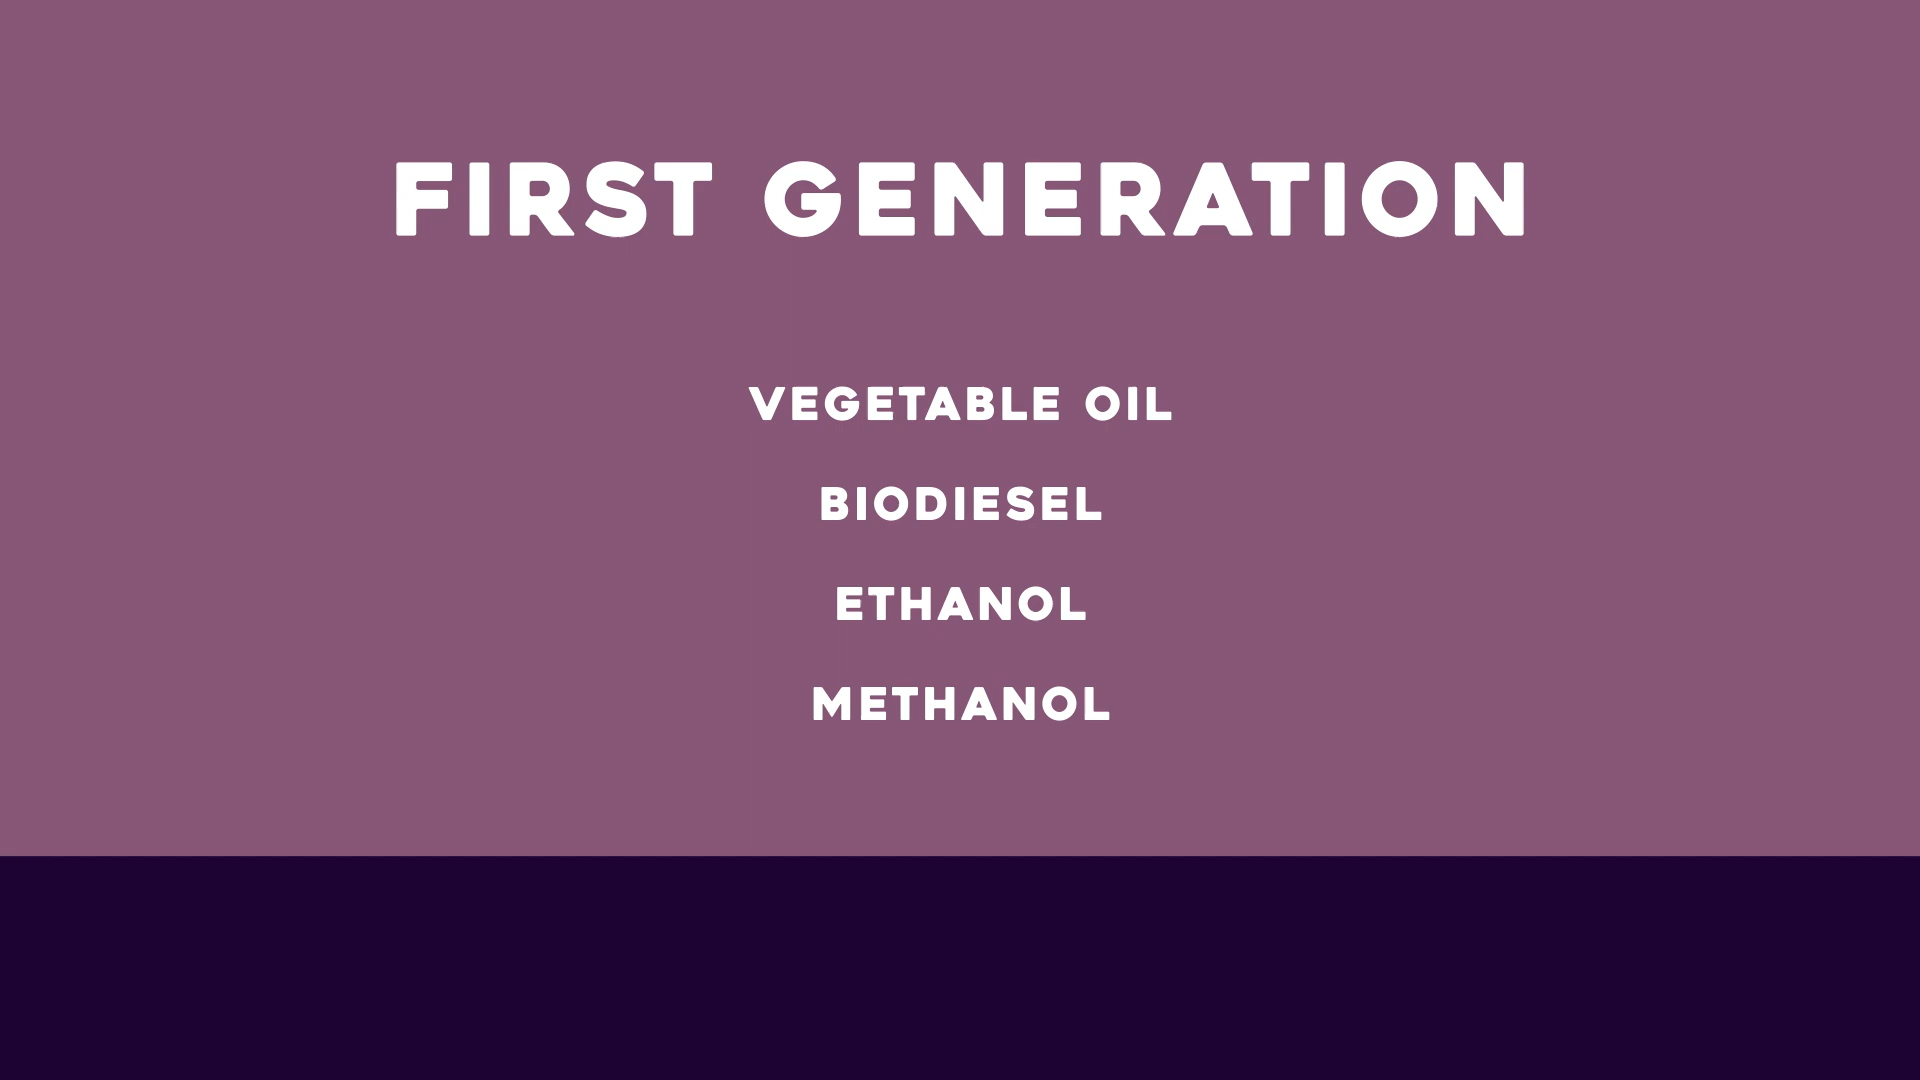 FIRST GENERATION
VEGETABLE OIL
BIODIESEL
ETHANOL
METHANOL